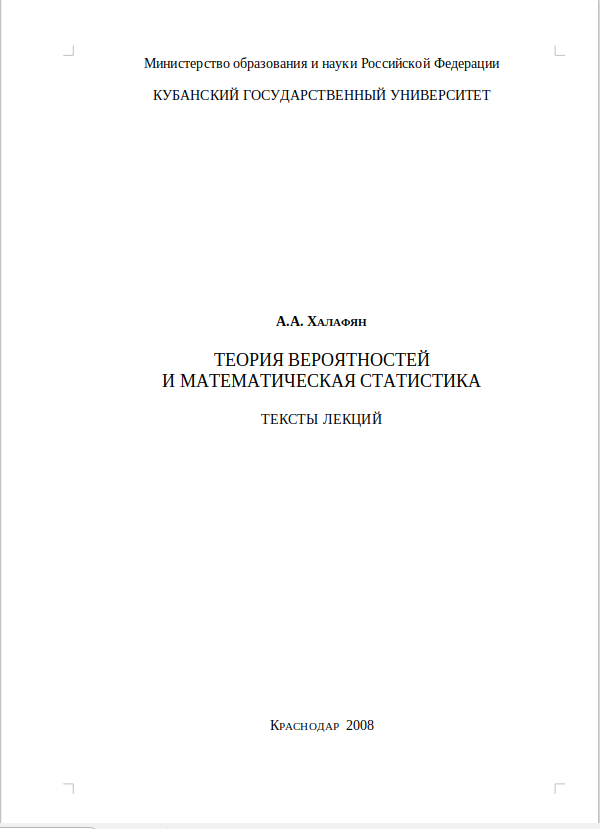 Министерство образования и науки Российской Федерации
КУБАНСКИЙ ГОСУДАРСТВЕННЫЙ УНИВЕРСИТЕТ
А.А. Халафян
ТЕОРИЯ ВЕРОЯТНОСТЕЙ
И МАТЕМАТИЧЕСКАЯ СТАТИСТИКА
ТЕКСТЫ ЛЕКЦИЙ
Краснодар 2008